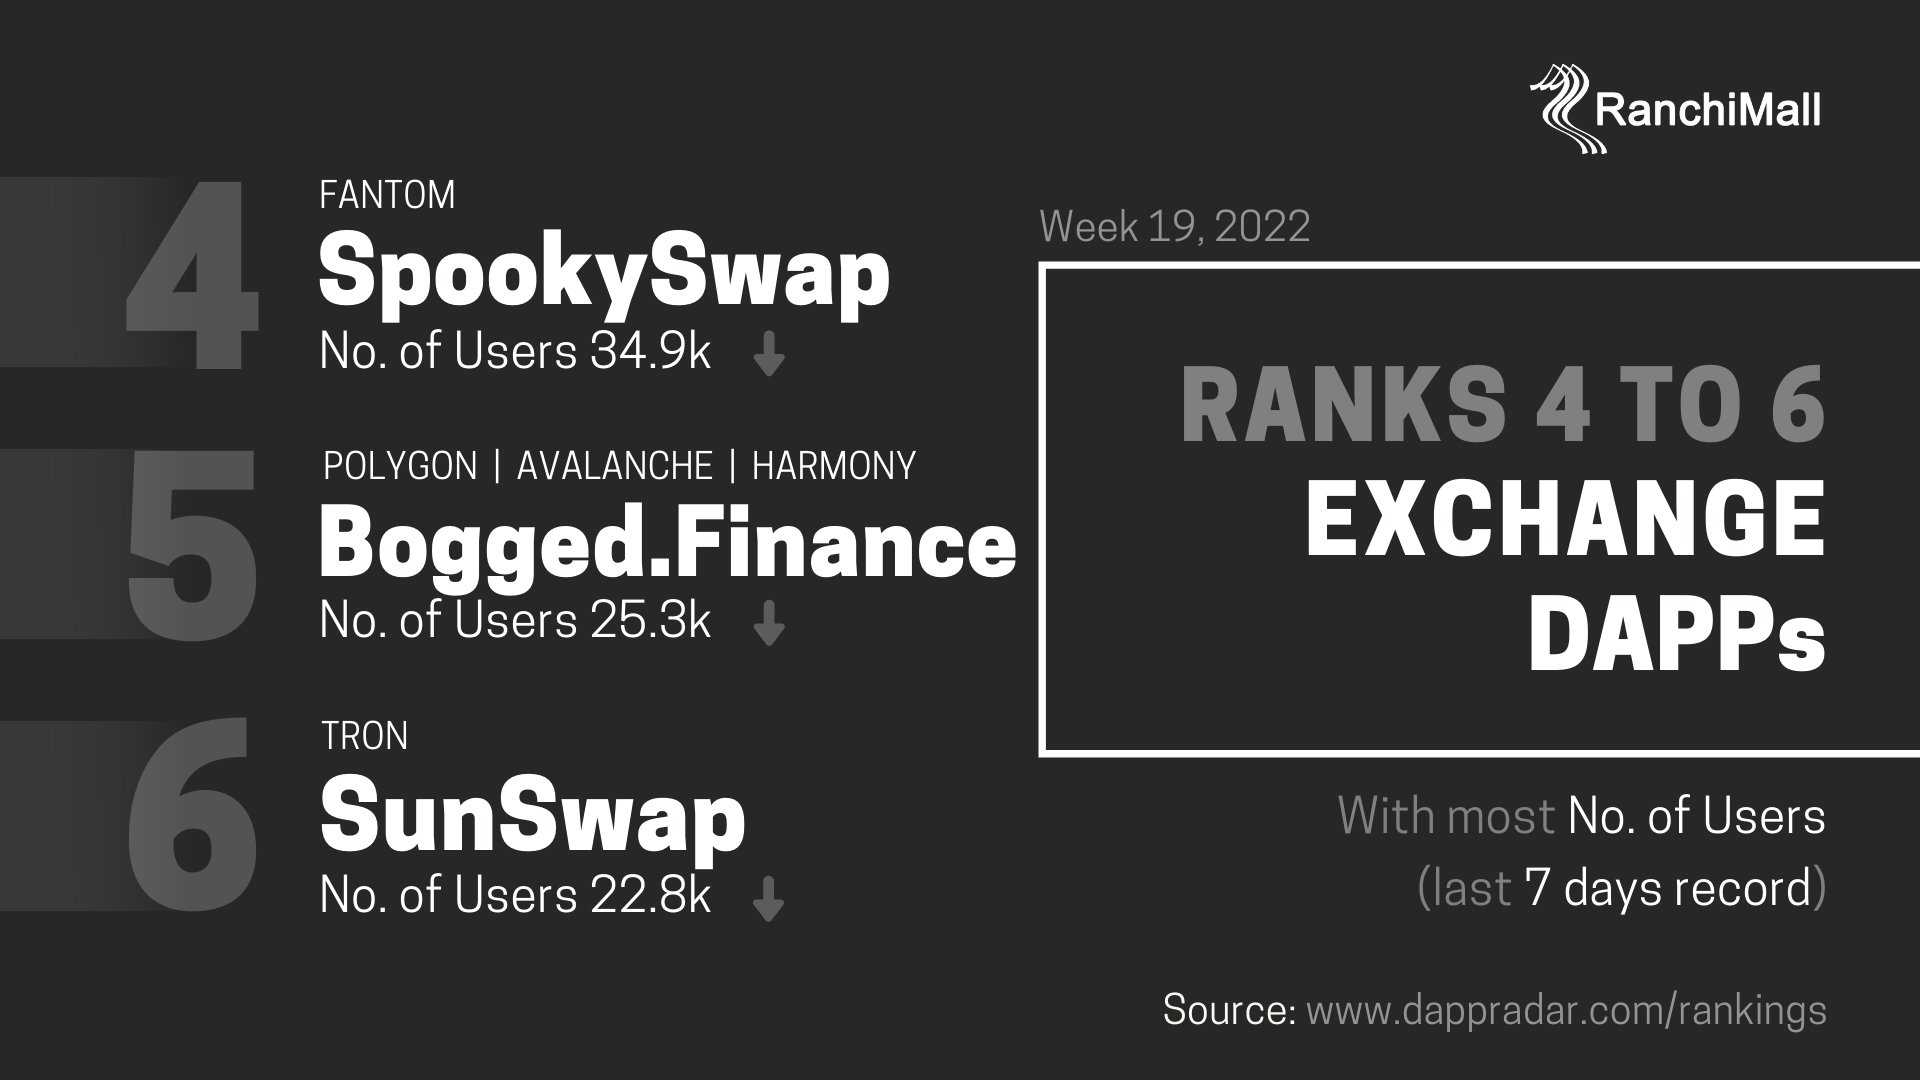 RanchiMall
4
FANTOM
SpookySwap
No. of Users 34.9k
5
POLYGON | AVALANCHE | HARMONY
Bogged.Finance
No. of Users 25.3k
6
TRON
SunSwap
No. of Users 22.8k
Week 19, 2022
RANKS 4 TO 6
EXCHANGE
DAPPs
With most No. of Users
(last 7 days record)
Source: www.dappradar.com/rankings